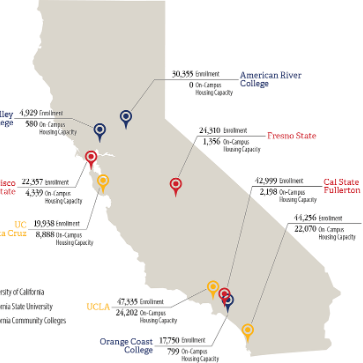 30,355 Enrollment
0 On-Campus
Housing Capacity
American River
College
lley
ege
4,929 Enrollment
580 On-Campus
Housing Capacity
24,310 Enrollment
1,356 On-Campus
Housing Capacity
Fresno State
isco
tate
22,357 Enrollment
4,339 On-Campus
Housing Capacity
42,999 Enrollment
2,198 On-Campus
Housing Capacity
Cal State
Fullerton
UC
a Cruz
19,938 Enrollment
8,888 On-Campus
Housing Capacity
44,256 Enrollment
22,070 On-Campus
Housing Capacity
rsity of California
rnia State University
ornia Community Colleges
UCLA
47,335 Enrollment
24,202 On-Campus
Housing Capacity
Orange Coast
College
17,750 Enrollment
799 On-Campus
Housing Capacity